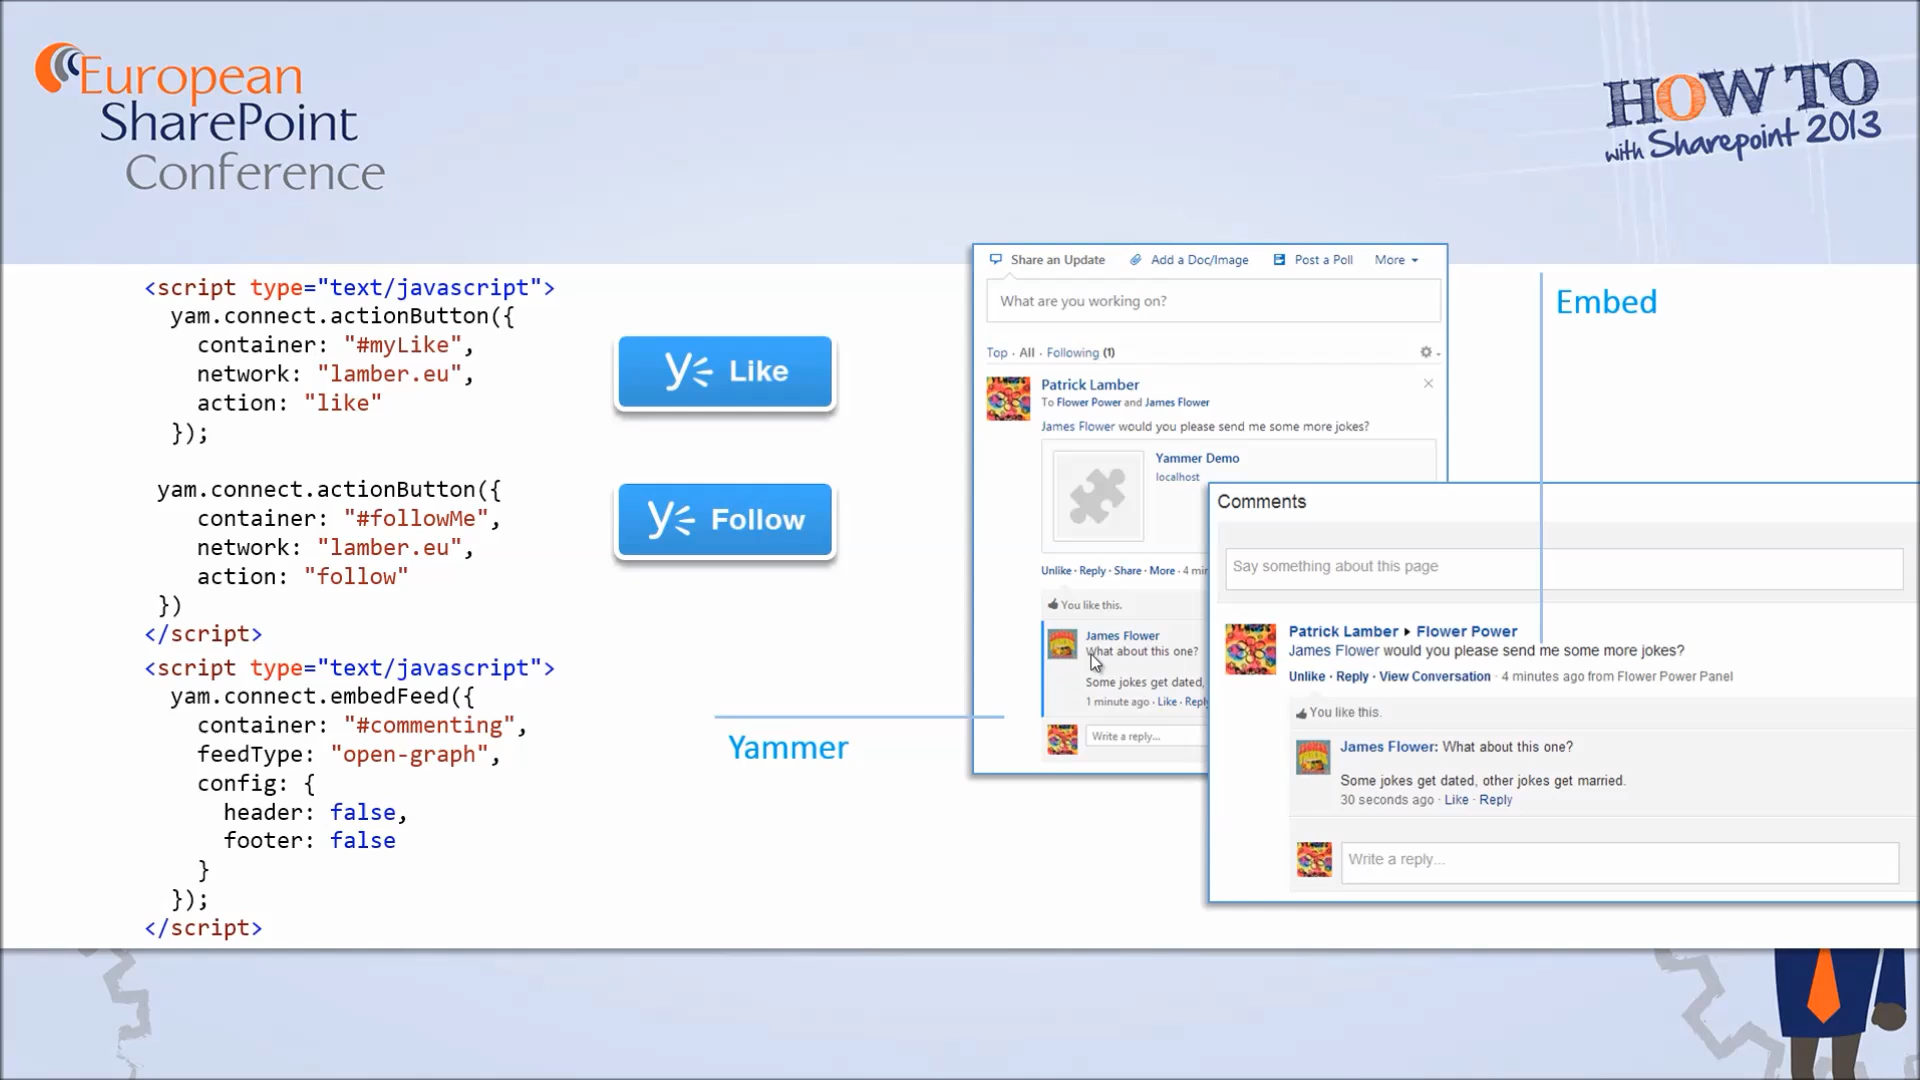 European
SharePoint
Conference
HOW TO
with Sharepoint 2013
<script type="text/javascript">
yam.connect.actionButton({
container: "#myLike",
network: "lamber.eu",
action: "like"
});
yam.connect.actionButton({
container: "#followMe",
network: "lamber.eu",
action: "follow"
})
</script>
<script type="text/javascript">
yam.connect.embedFeed({
container: "#commenting",
feedType: "open-graph",
config: {
header: false,
footer: false
}
});
</script>
Like
Follow
Yammer
Share an Update Add a Doc/Image Post a Poll More
What are you working on?
Top · All · Following (1)
Patrick Lamber
To Flower Power and James Flower
James Flower would you please send me some more jokes?
Yammer Demo
localhost
Unlike · Reply · Share · More · 4 min
You like this.
James Flower
What about this one?
Some jokes get dated,
1 minute ago · Like · Reply
Write a reply...
Embed
Comments
Say something about this page
Patrick Lamber ▸ Flower Power
James Flower would you please send me some more jokes?
Unlike · Reply · View Conversation · 4 minutes ago from Flower Power Panel
You like this.
James Flower: What about this one?
Some jokes get dated, other jokes get married.
30 seconds ago · Like · Reply
Write a reply...